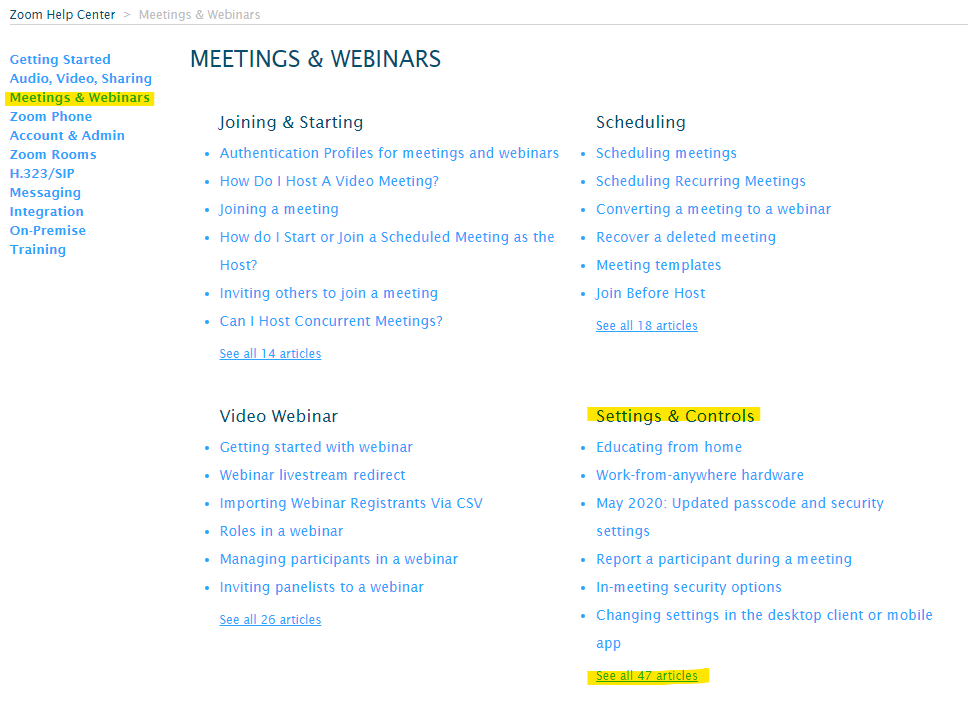 Zoom Help Center > Meetings & Webinars
Getting Started
Audio, Video, Sharing
Meetings & Webinars
Zoom Phone
Account & Admin
Zoom Rooms
H.323/SIP
Messaging
Integration
On-Premise
Training
MEETINGS & WEBINARS
Joining & Starting
• Authentication Profiles for meetings and webinars
• How Do I Host A Video Meeting?
• Joining a meeting
• How do I Start or Join a Scheduled Meeting as the
Host?
• Inviting others to join a meeting
• Can I Host Concurrent Meetings?
See all 14 articles
Scheduling
• Scheduling meetings
• Scheduling Recurring Meetings
• Converting a meeting to a webinar
• Recover a deleted meeting
• Meeting templates
• Join Before Host
See all 18 articles
Video Webinar
• Getting started with webinar
• Webinar livestream redirect
• Importing Webinar Registrants Via CSV
• Roles in a webinar
• Managing participants in a webinar
• Inviting panelists to a webinar
See all 26 articles
Settings & Controls
• Educating from home
• Work-from-anywhere hardware
• May 2020: Updated passcode and security
settings
• Report a participant during a meeting
• In-meeting security options
• Changing settings in the desktop client or mobile
app
See all 47 articles